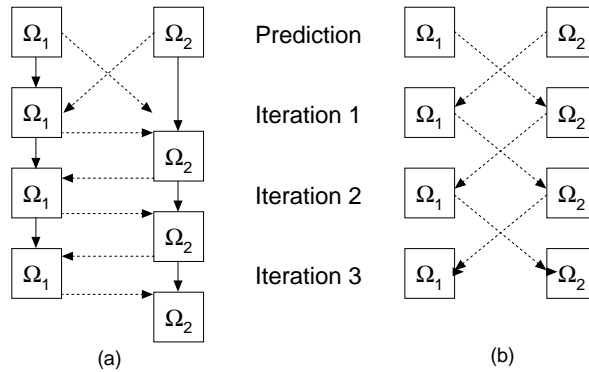 Ω1 Ω2 Prediction
Ω1 Ω2 Iteration 1
Ω1 Ω2 Iteration 2
Ω1 Ω2 Iteration 3
(a)
Ω1 Ω2
Ω1 Ω2
Ω1 Ω2
Ω1 Ω2
(b)